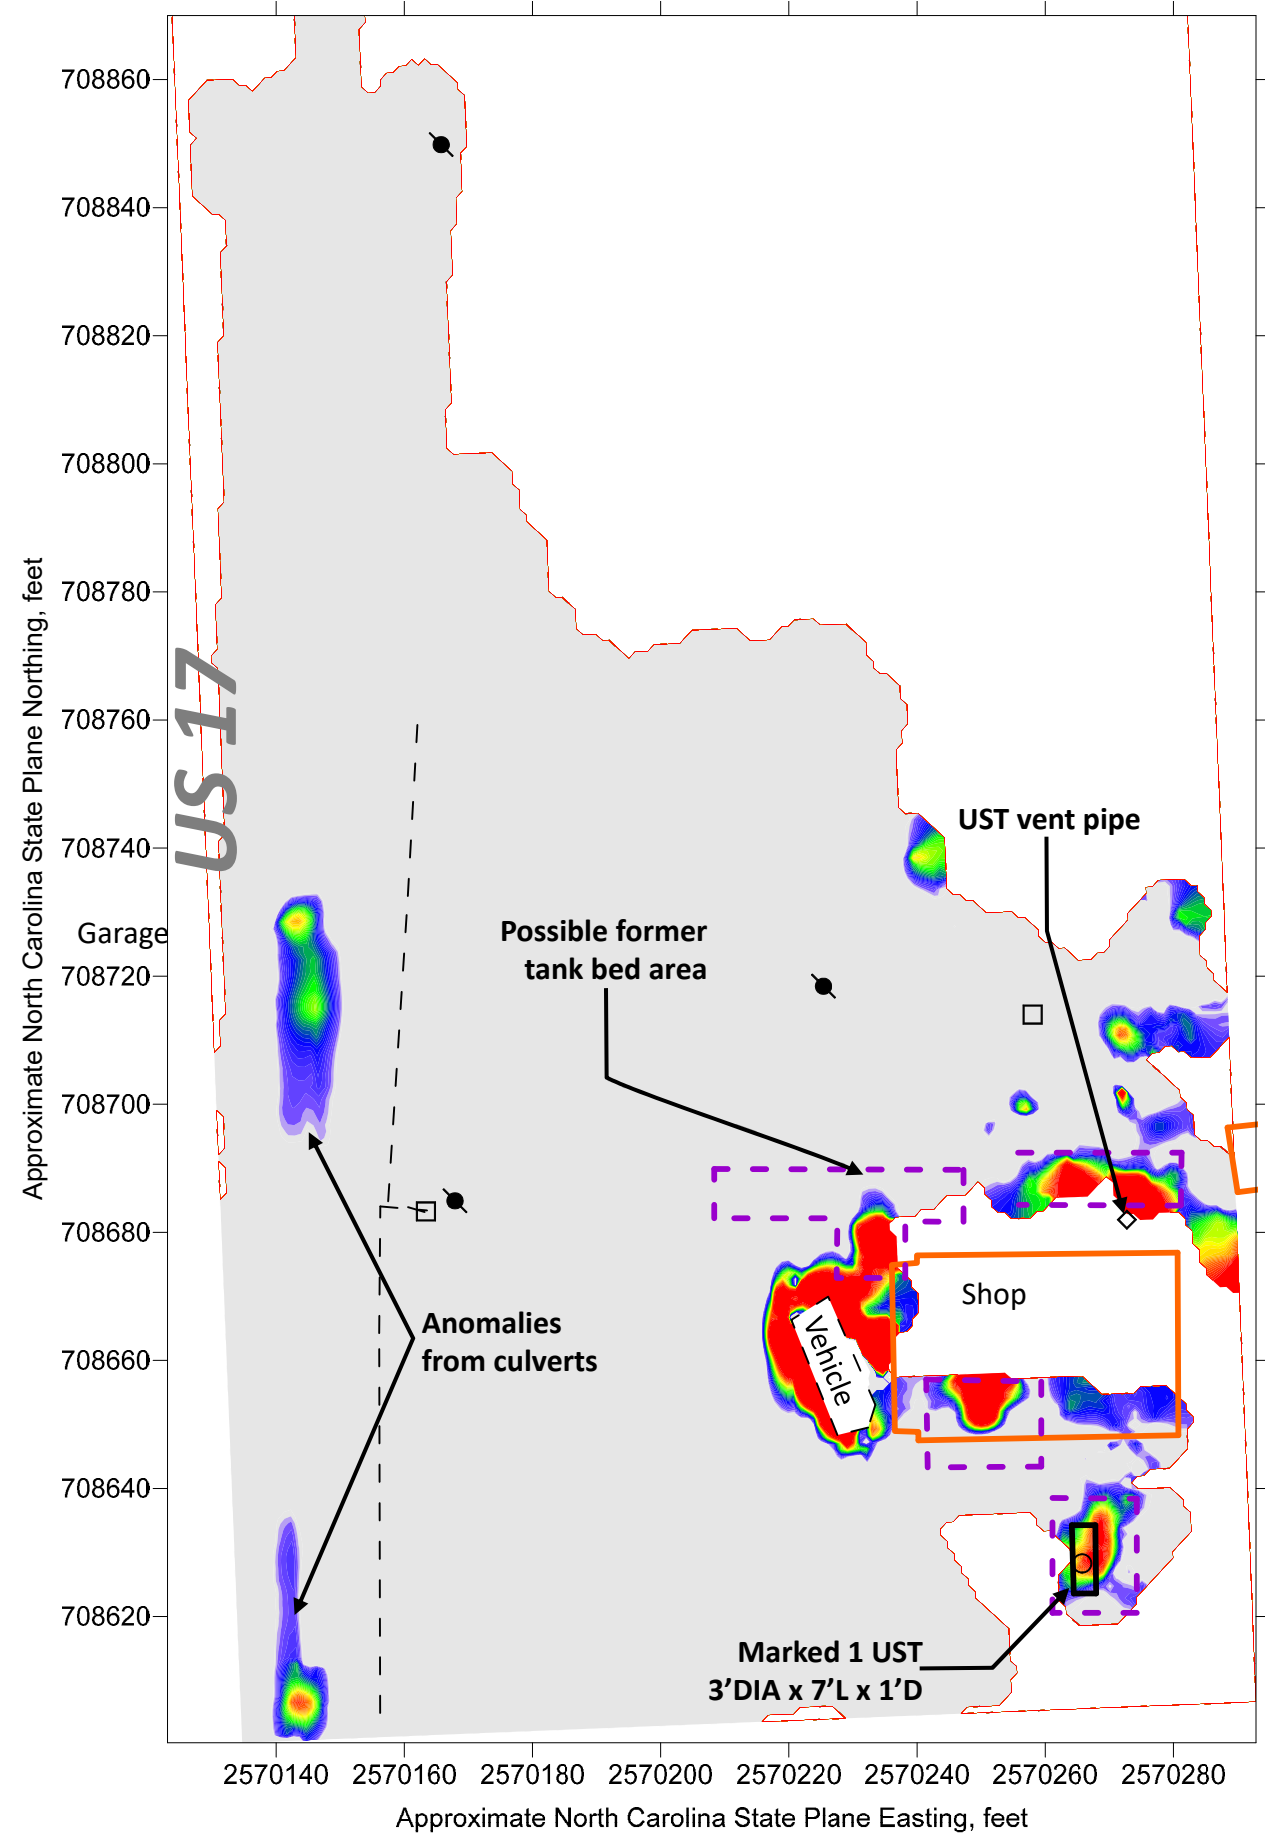 708860
708840
708820
708800
708780
708760
708740
708720
708700
708680
708660
708640
708620
Approximate North Carolina State Plane Northing, feet
US 17
Garage
UST vent pipe
Possible former
tank bed area
Shop
Vehicle
Anomalies
from culverts
Marked 1 UST
3’DIA x 7’L x 1’D
2570140 2570160 2570180 2570200 2570220 2570240 2570260 2570280
Approximate North Carolina State Plane Easting, feet